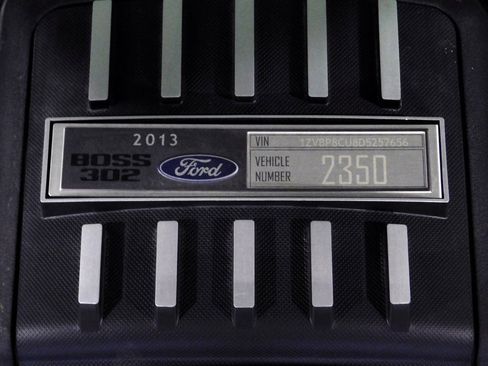 2013
BOSS
302
Ford
VIN 1ZVBP8CU8D5257656
VEHICLE
NUMBER
2350